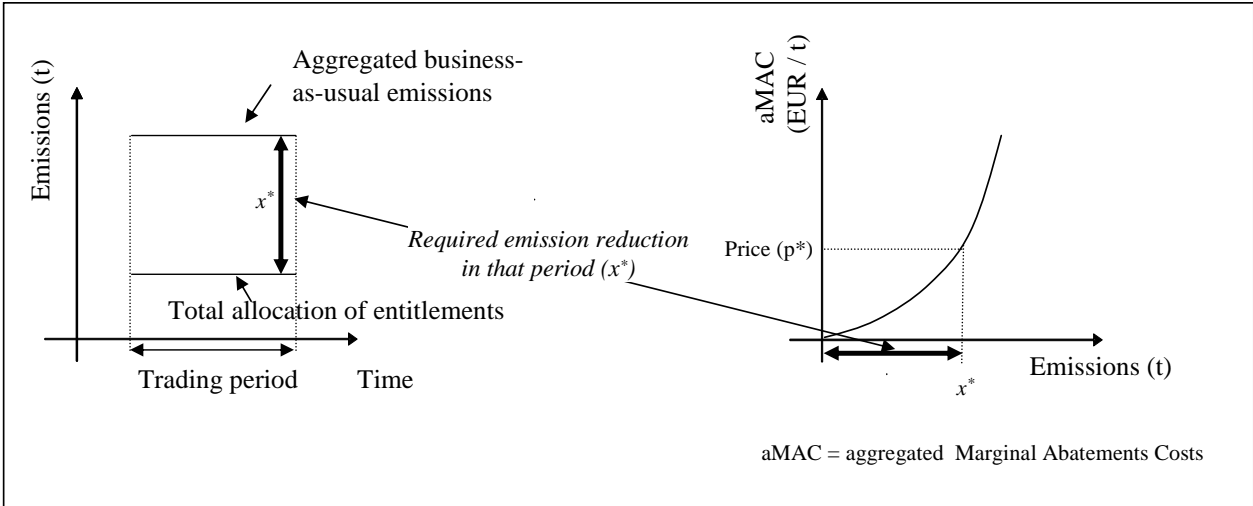 Emissions (t)
Aggregated business-
as-usual emissions
x*
Total allocation of entitlements
Trading period
Time
Required emission reduction
in that period (x*)
aMAC
(EUR / t)
Price (p*)
Emissions (t)
x*
aMAC = aggregated Marginal Abatements Costs